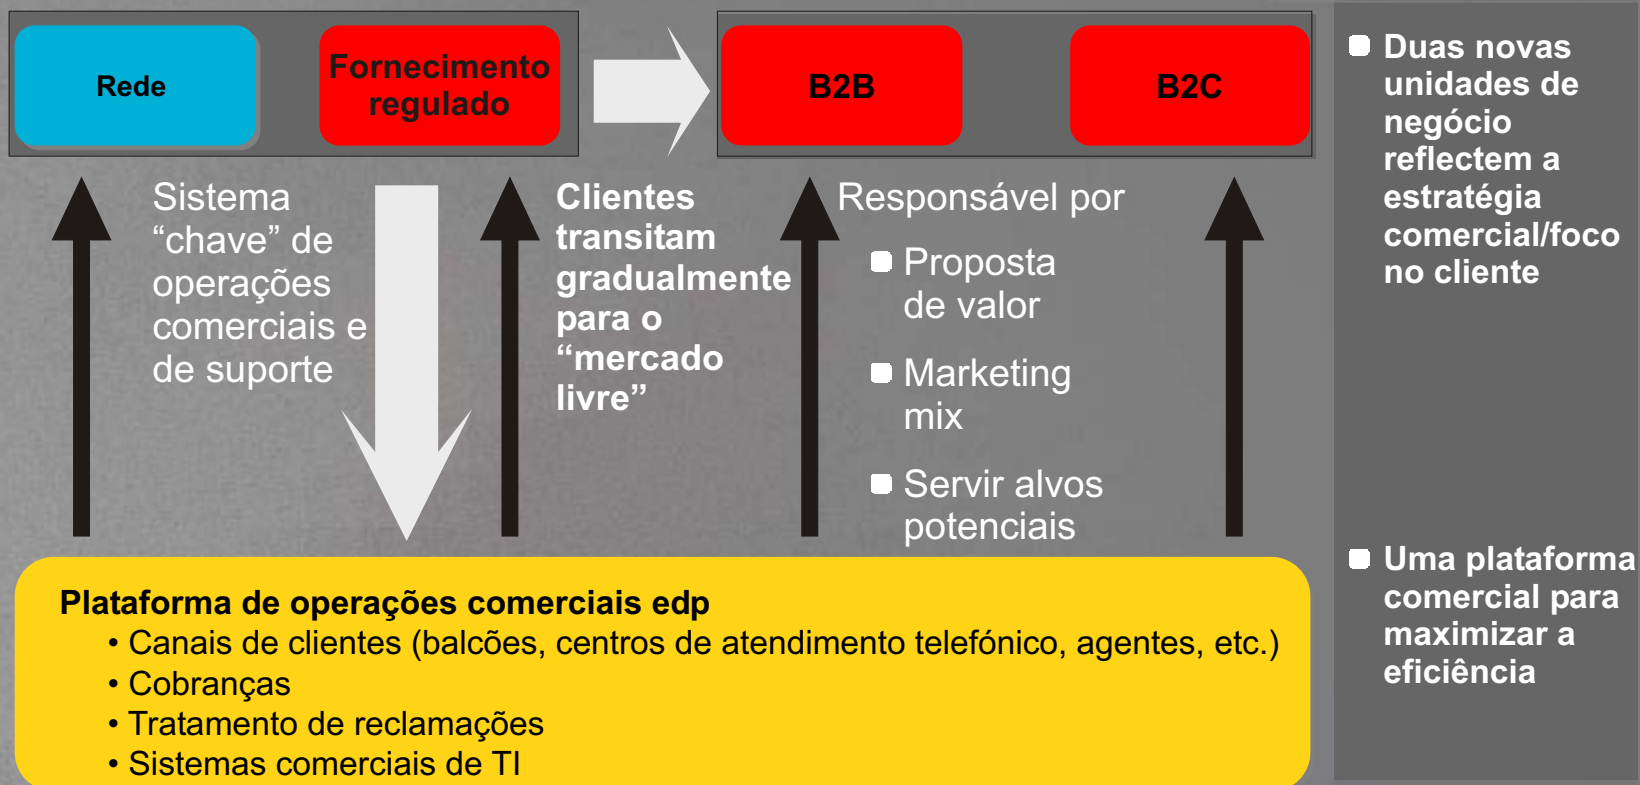 Rede
Fornecimento
regulado
B2B
B2C
Sistema
“chave” de
operações
comerciais e
de suporte
Clientes
transitam
gradualmente
para o
“mercado
livre”
Responsável por
Proposta
de valor
Marketing
mix
Servir alvos
potenciais
Plataforma de operações comerciais edp
• Canais de clientes (balcões, centros de atendimento telefónico, agentes, etc.)
• Cobranças
• Tratamento de reclamações
• Sistemas comerciais de TI
Duas novas
unidades de
negócio
reflectem a
estratégia
comercial/foco
no cliente
Uma plataforma
comercial para
maximizar a
eficiência